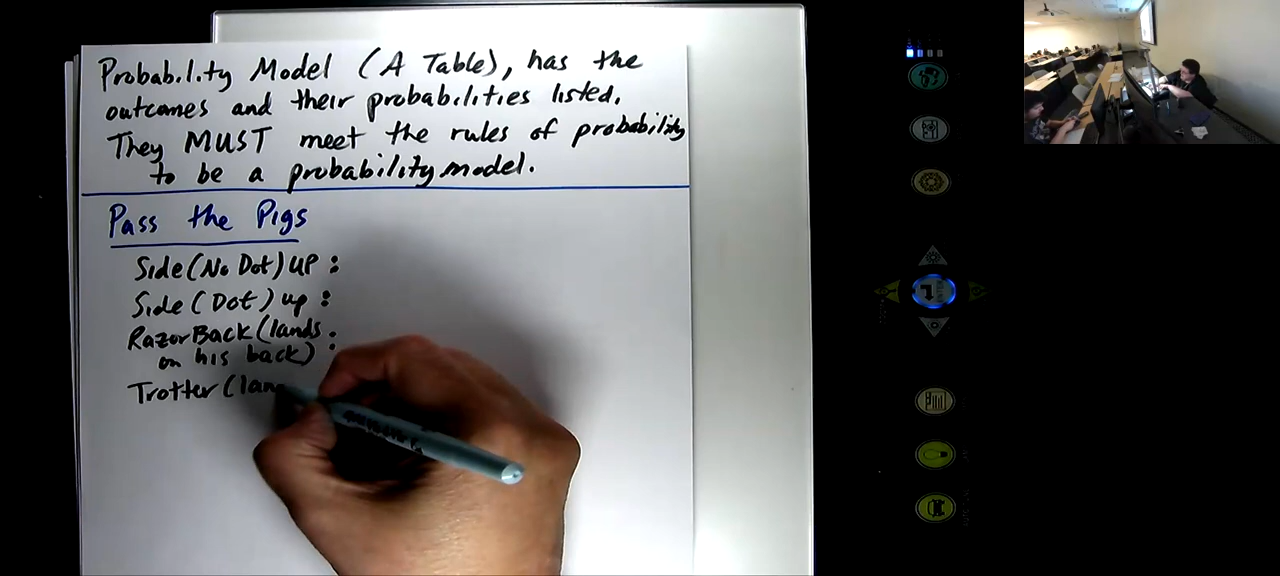 Probability Model (A Table), has the
outcomes and their probabilities listed.
They MUST meet the rules of probability
to be a probability model.
Pass the Pigs
Side (No Dot) up :
Side (Dot) up :
RazorBack (lands :
on his back)
Trotter (lan